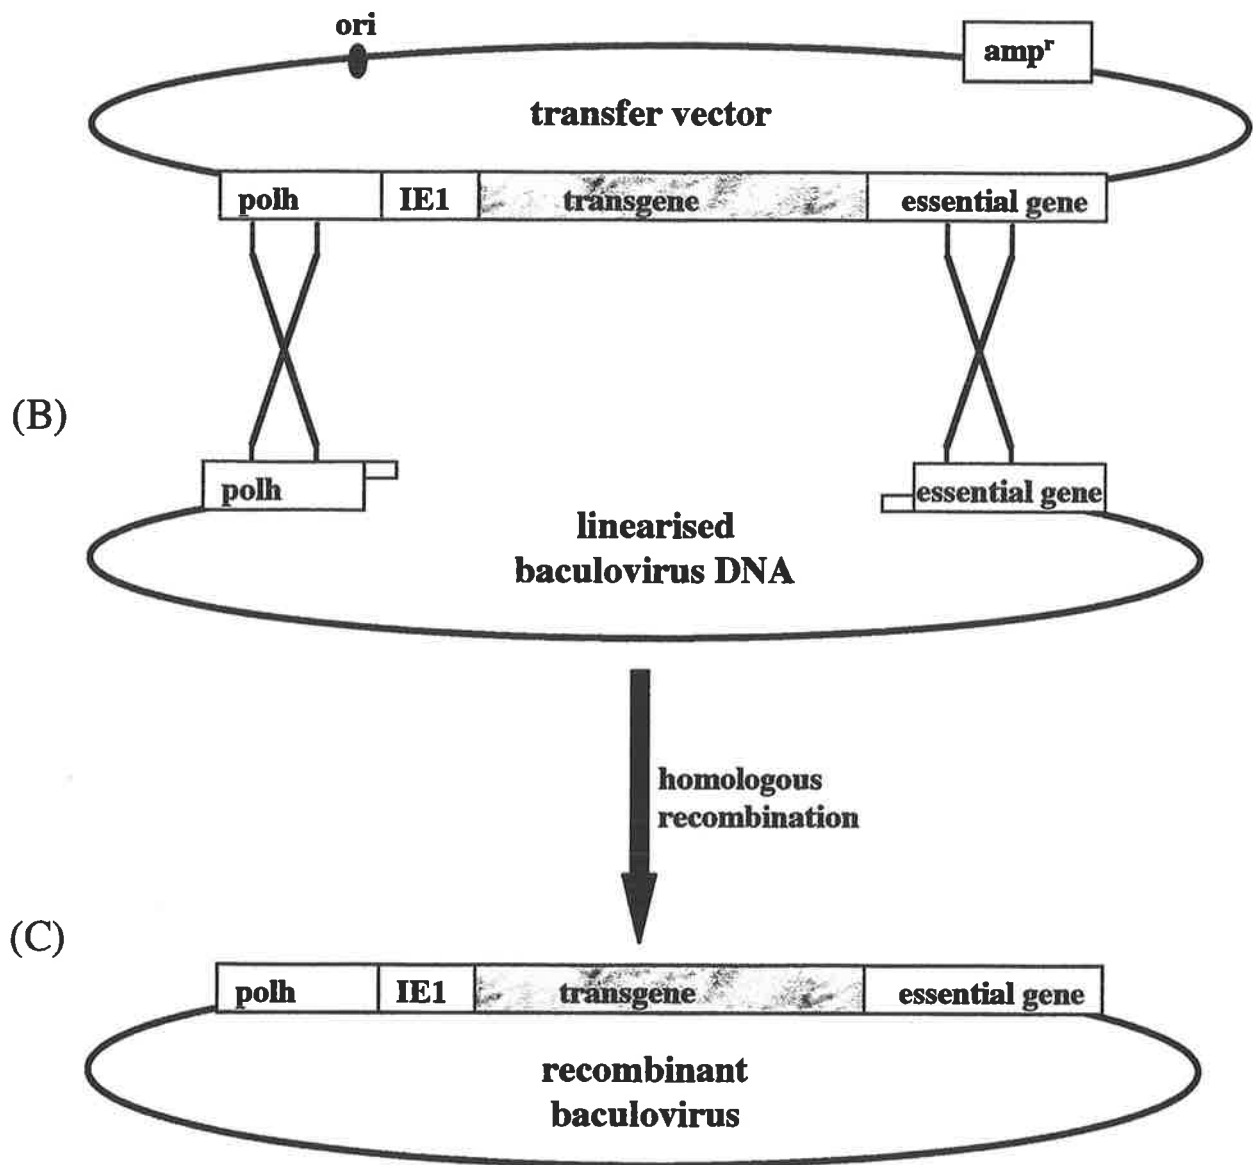 ori
ampʳ
transfer vector
polh IE1 transgene essential gene
(B)
polh essential gene
linearised
baculovirus DNA
homologous
recombination
(C)
polh IE1 transgene essential gene
recombinant
baculovirus